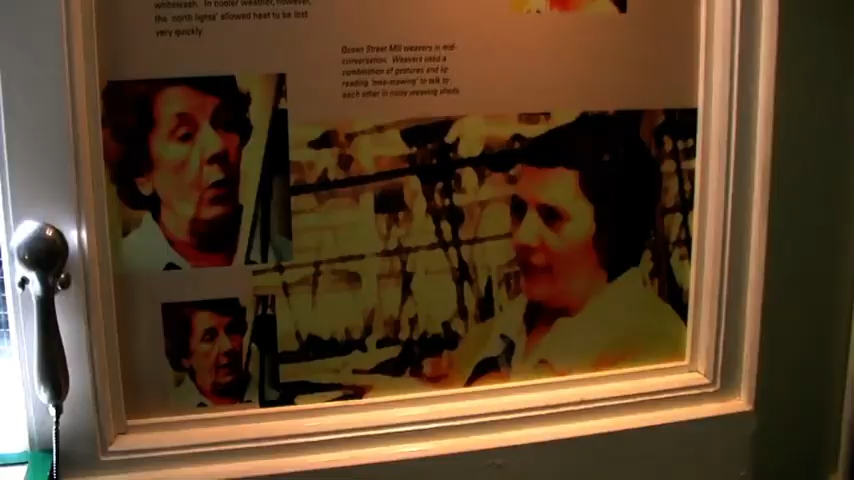 whitewash. In cooler weather, however,
the 'north lights' allowed heat to be lost
very quickly.
Queen Street Mill weavers in mid-
conversation. Weavers used a
combination of gestures and lip
reading 'mee-mawing' to talk to
each other in noisy weaving sheds.